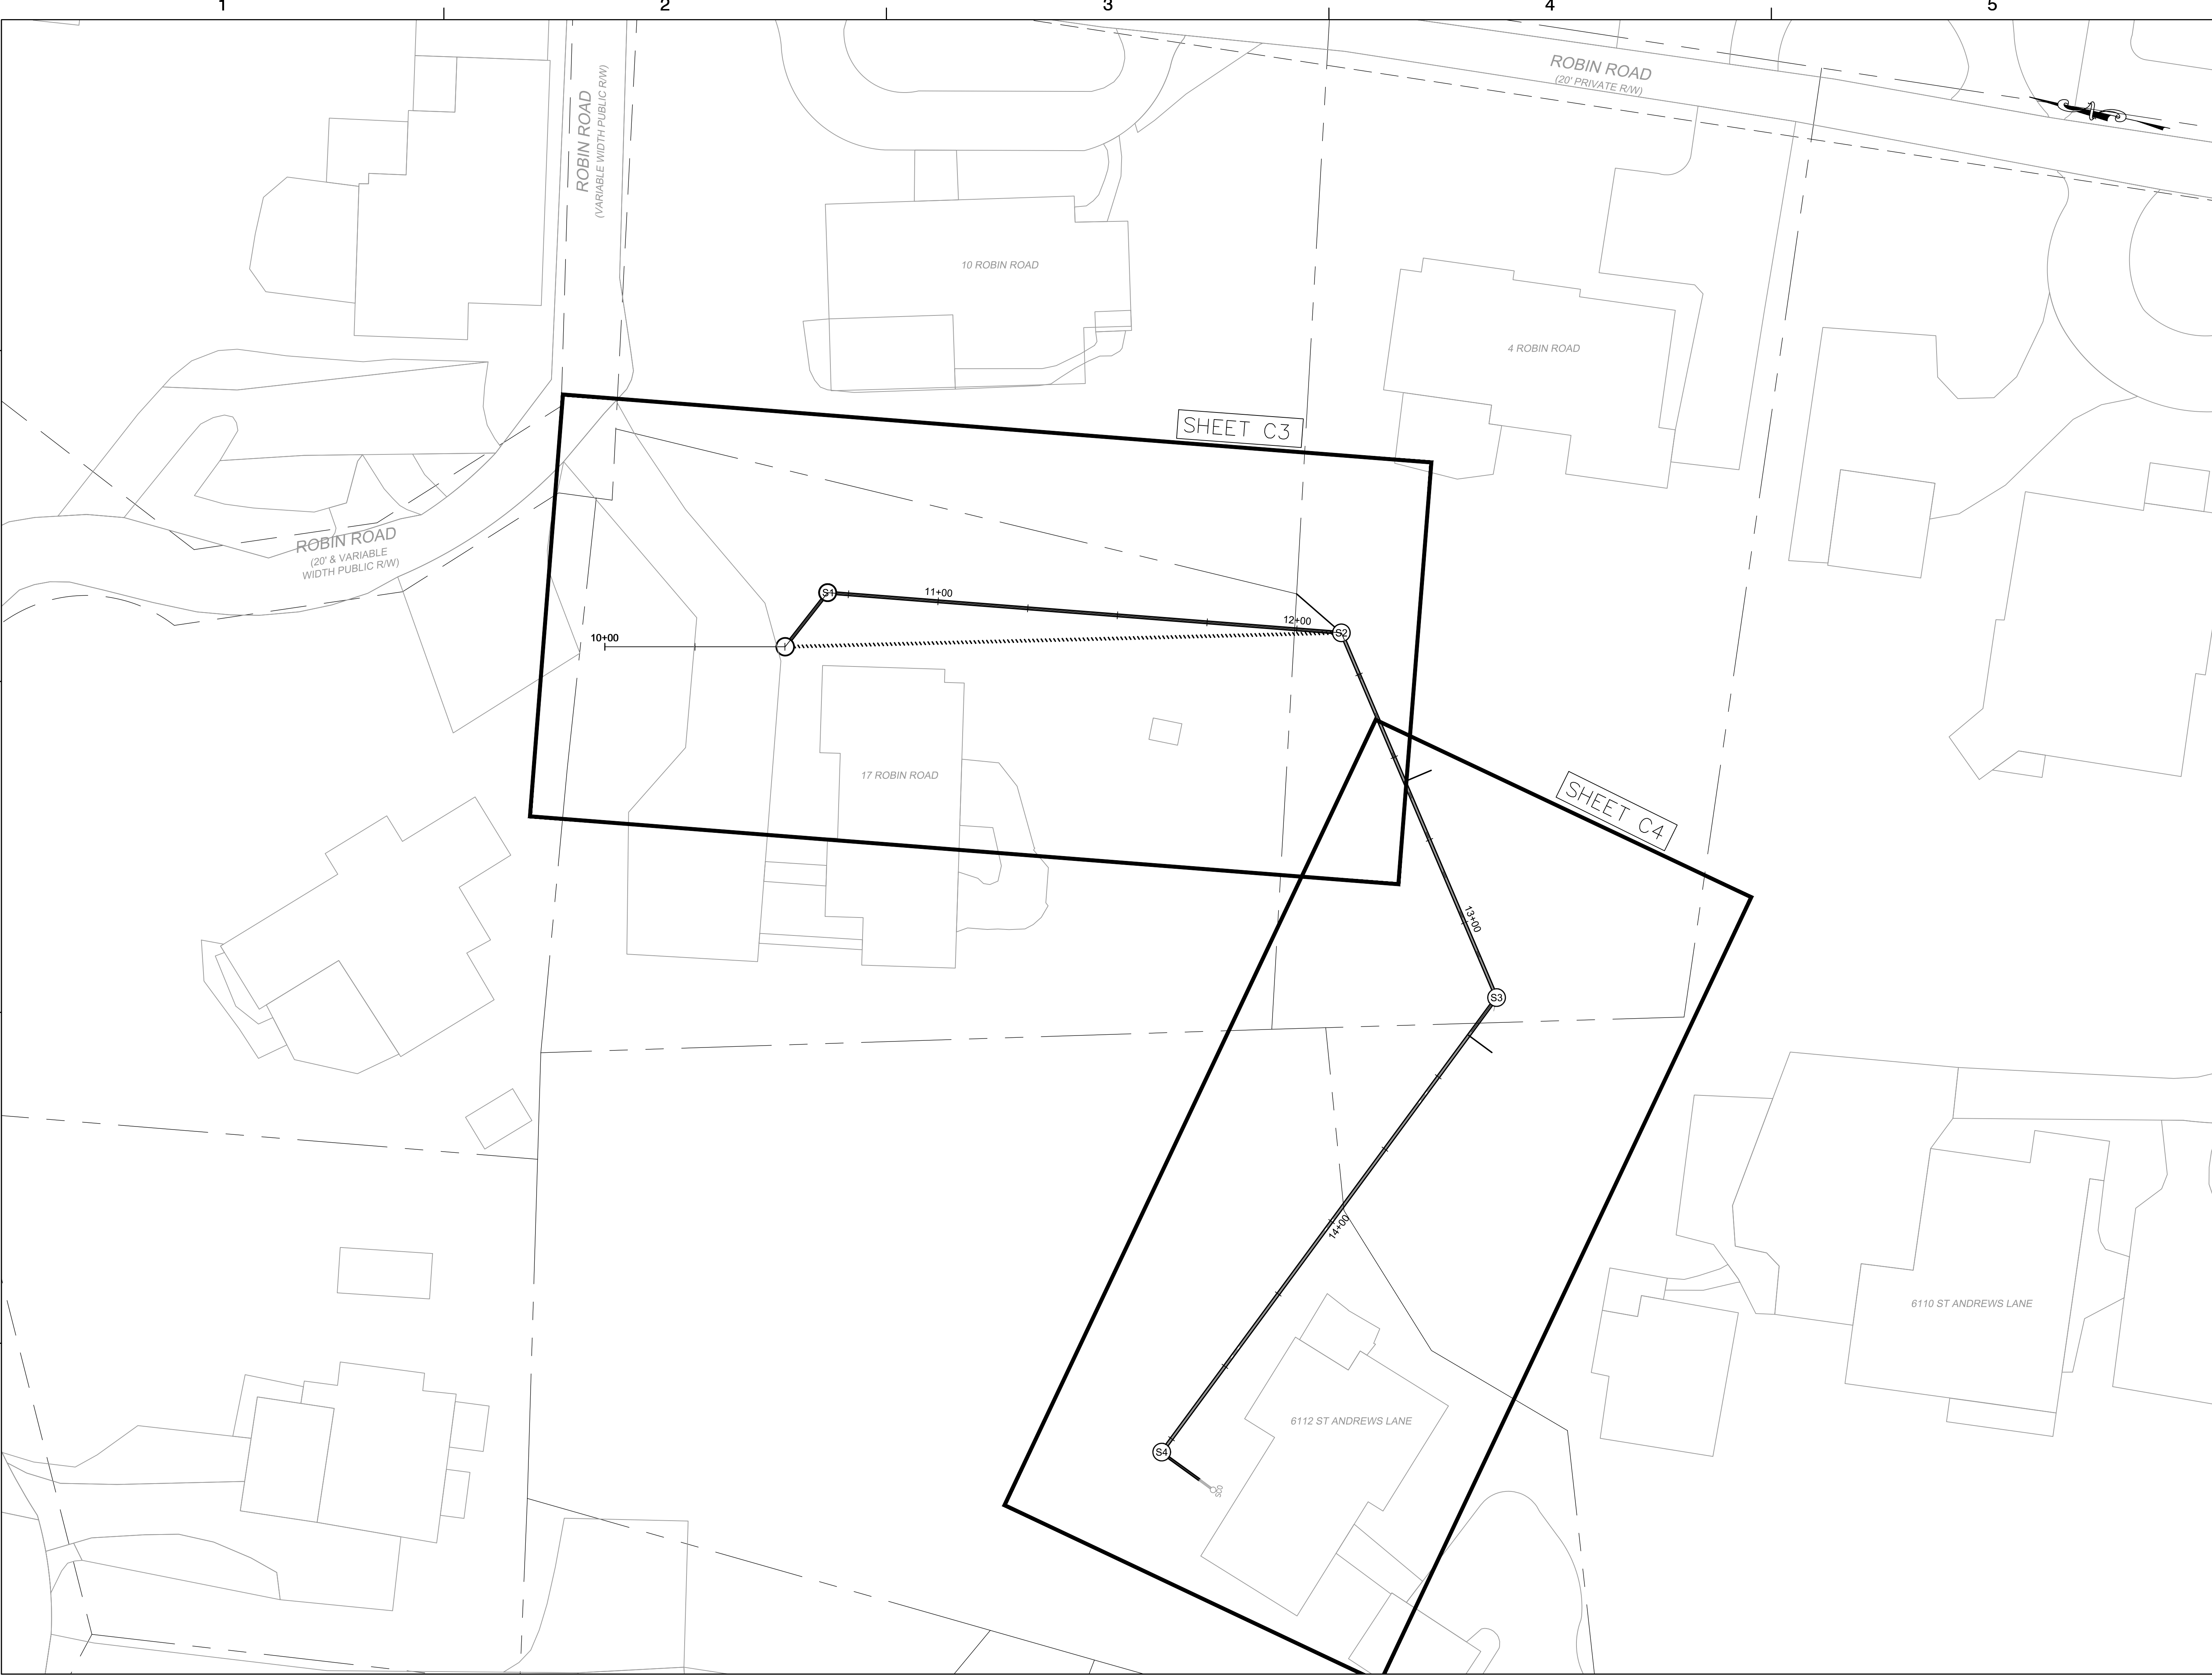 1
2
3
4
5
ROBIN ROAD
(VARIABLE WIDTH PUBLIC R/W)
ROBIN ROAD
(20' PRIVATE R/W)
10 ROBIN ROAD
4 ROBIN ROAD
SHEET C3
ROBIN ROAD
(20' & VARIABLE
WIDTH PUBLIC R/W)
S1
11+00
12+00
S2
10+00
17 ROBIN ROAD
SHEET C4
13+00
S3
14+00
6110 ST ANDREWS LANE
6112 ST ANDREWS LANE
S4
SC0